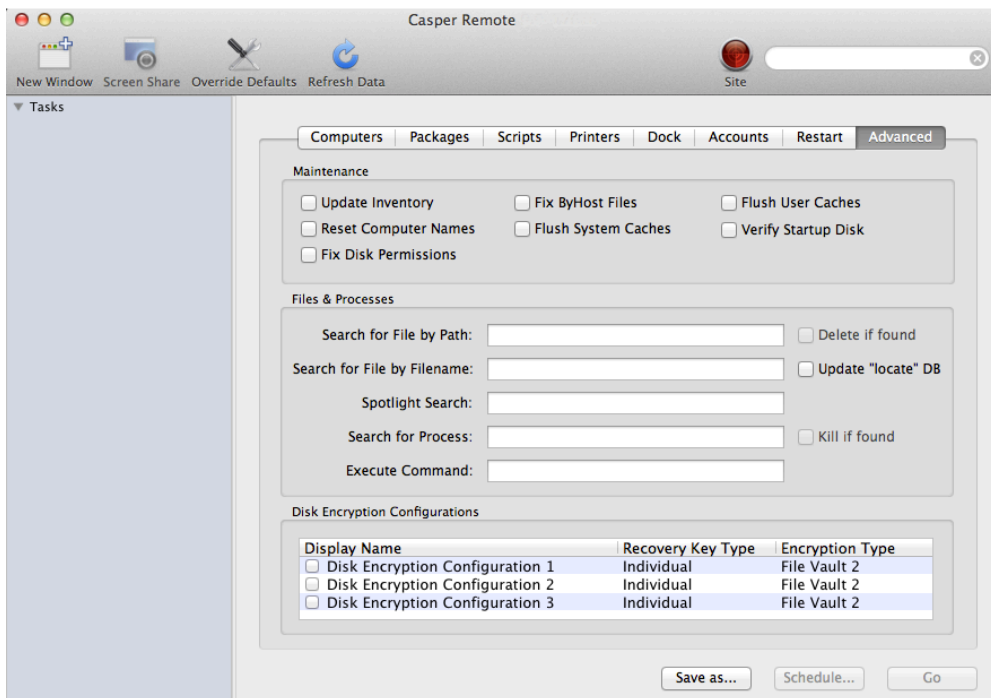 Casper Remote
New Window Screen Share Override Defaults Refresh Data Site
Tasks
Computers Packages Scripts Printers Dock Accounts Restart Advanced
Maintenance
Update Inventory Fix ByHost Files Flush User Caches
Reset Computer Names Flush System Caches Verify Startup Disk
Fix Disk Permissions
Files & Processes
Search for File by Path: Delete if found
Search for File by Filename: Update "locate" DB
Spotlight Search:
Search for Process: Kill if found
Execute Command:
Disk Encryption Configurations
Display Name Recovery Key Type Encryption Type
Disk Encryption Configuration 1 Individual File Vault 2
Disk Encryption Configuration 2 Individual File Vault 2
Disk Encryption Configuration 3 Individual File Vault 2
Save as... Schedule... Go